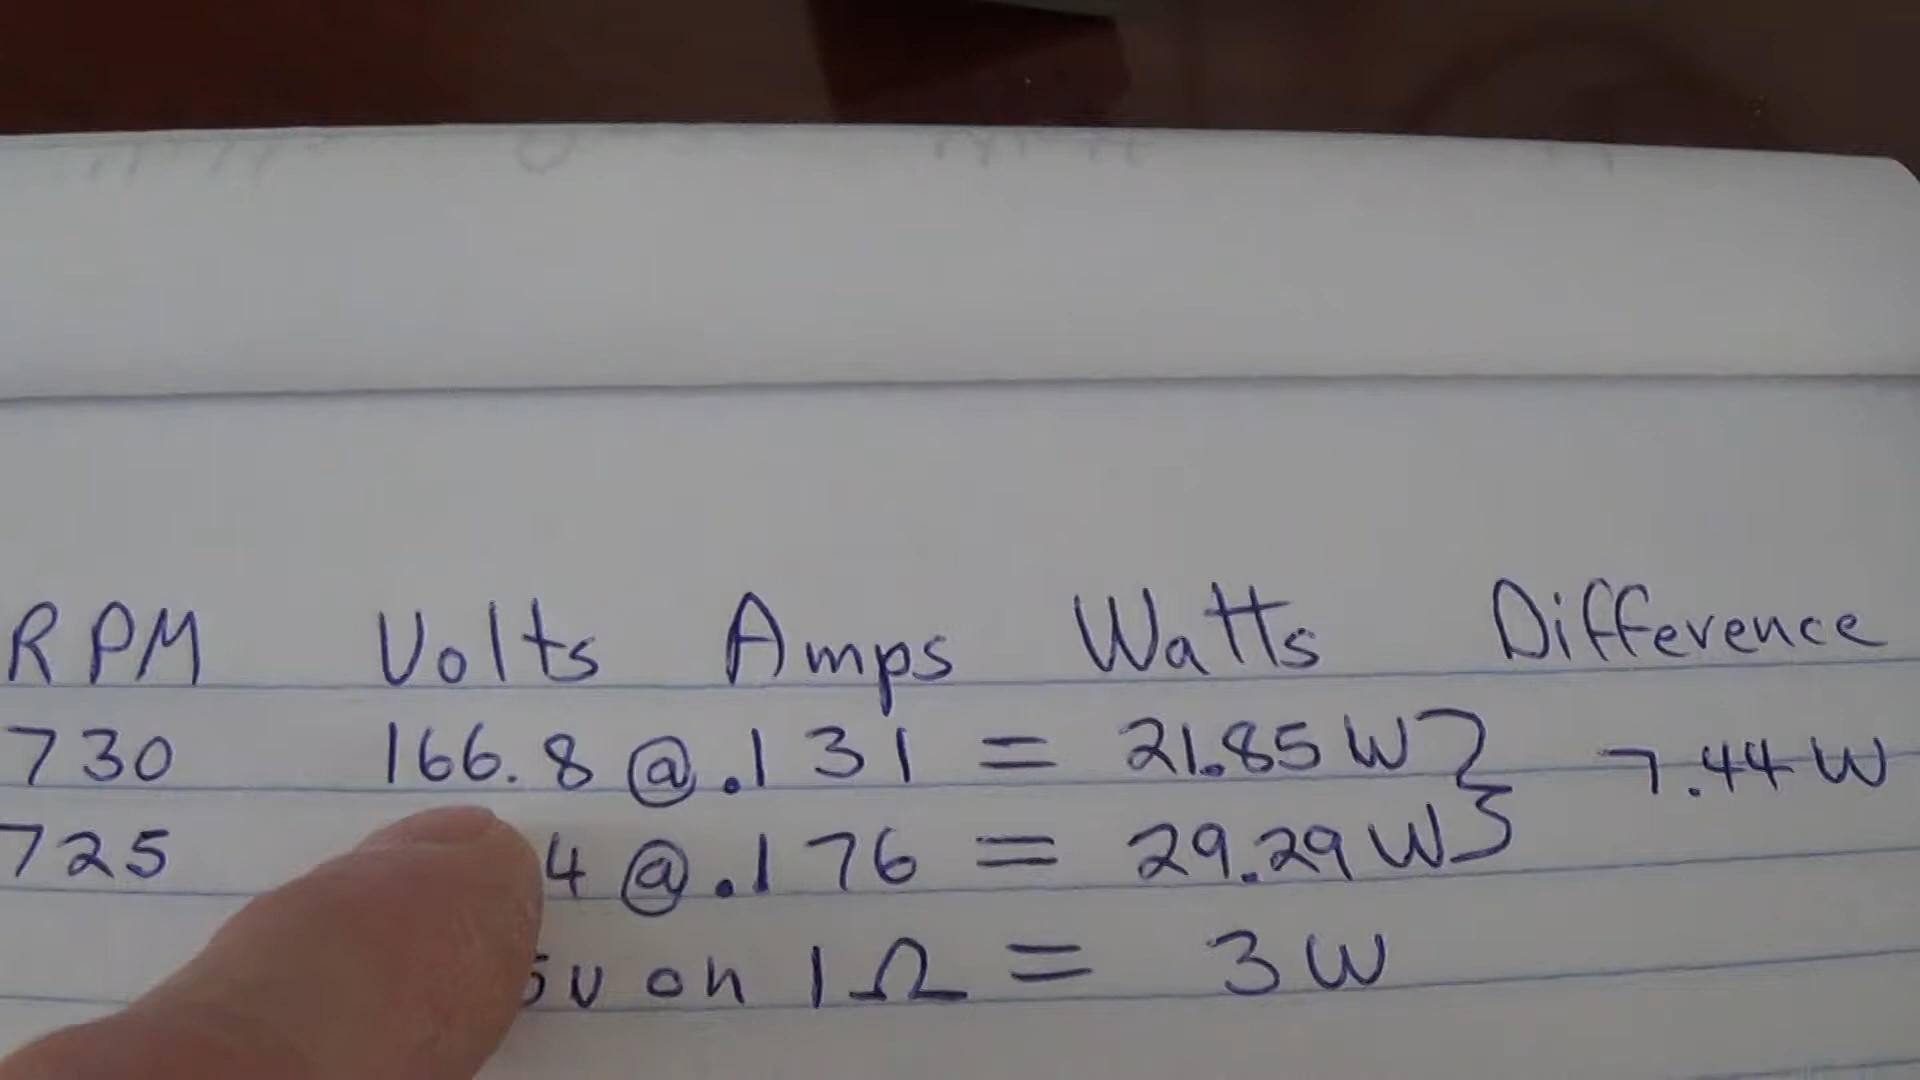 RPM Volts Amps Watts Difference
730 166.8 @ .131 = 21.85 W } 7.44 W
725 4 @ .176 = 29.29 W
5v on 1Ω = 3 W